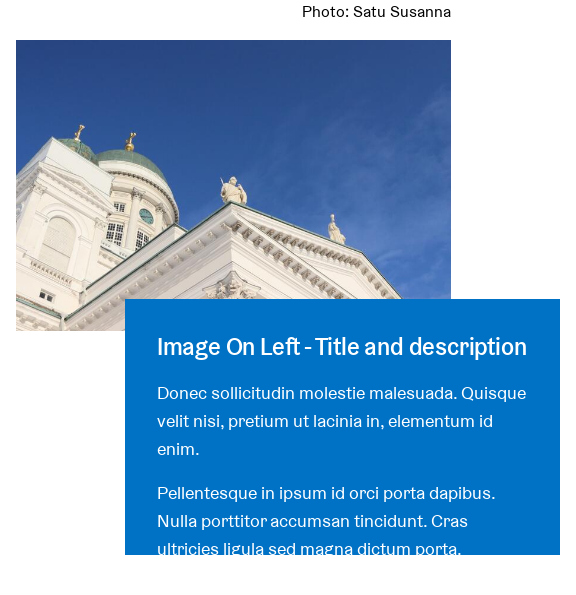 Photo: Satu Susanna
Image On Left - Title and description
Donec sollicitudin molestie malesuada. Quisque
velit nisi, pretium ut lacinia in, elementum id
enim.
Pellentesque in ipsum id orci porta dapibus.
Nulla porttitor accumsan tincidunt. Cras
ultricies ligula sed magna dictum porta.